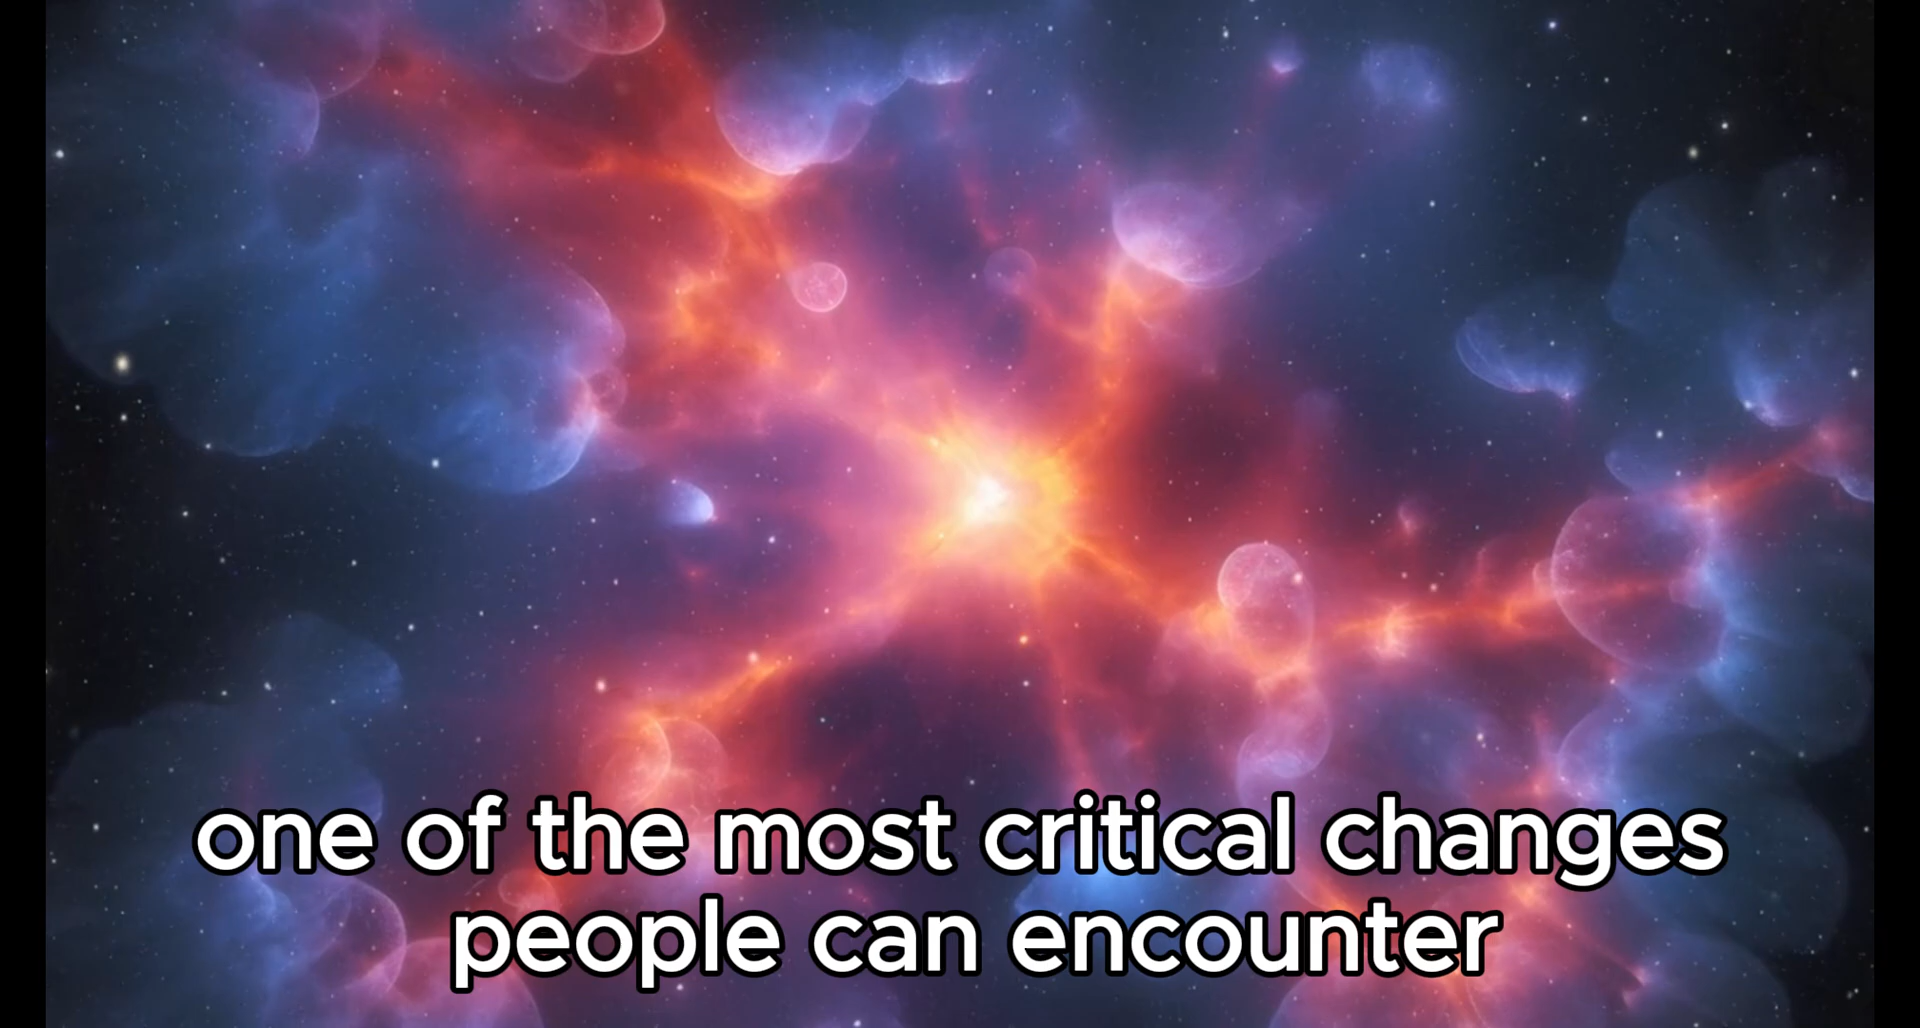 one of the most critical changes
people can encounter